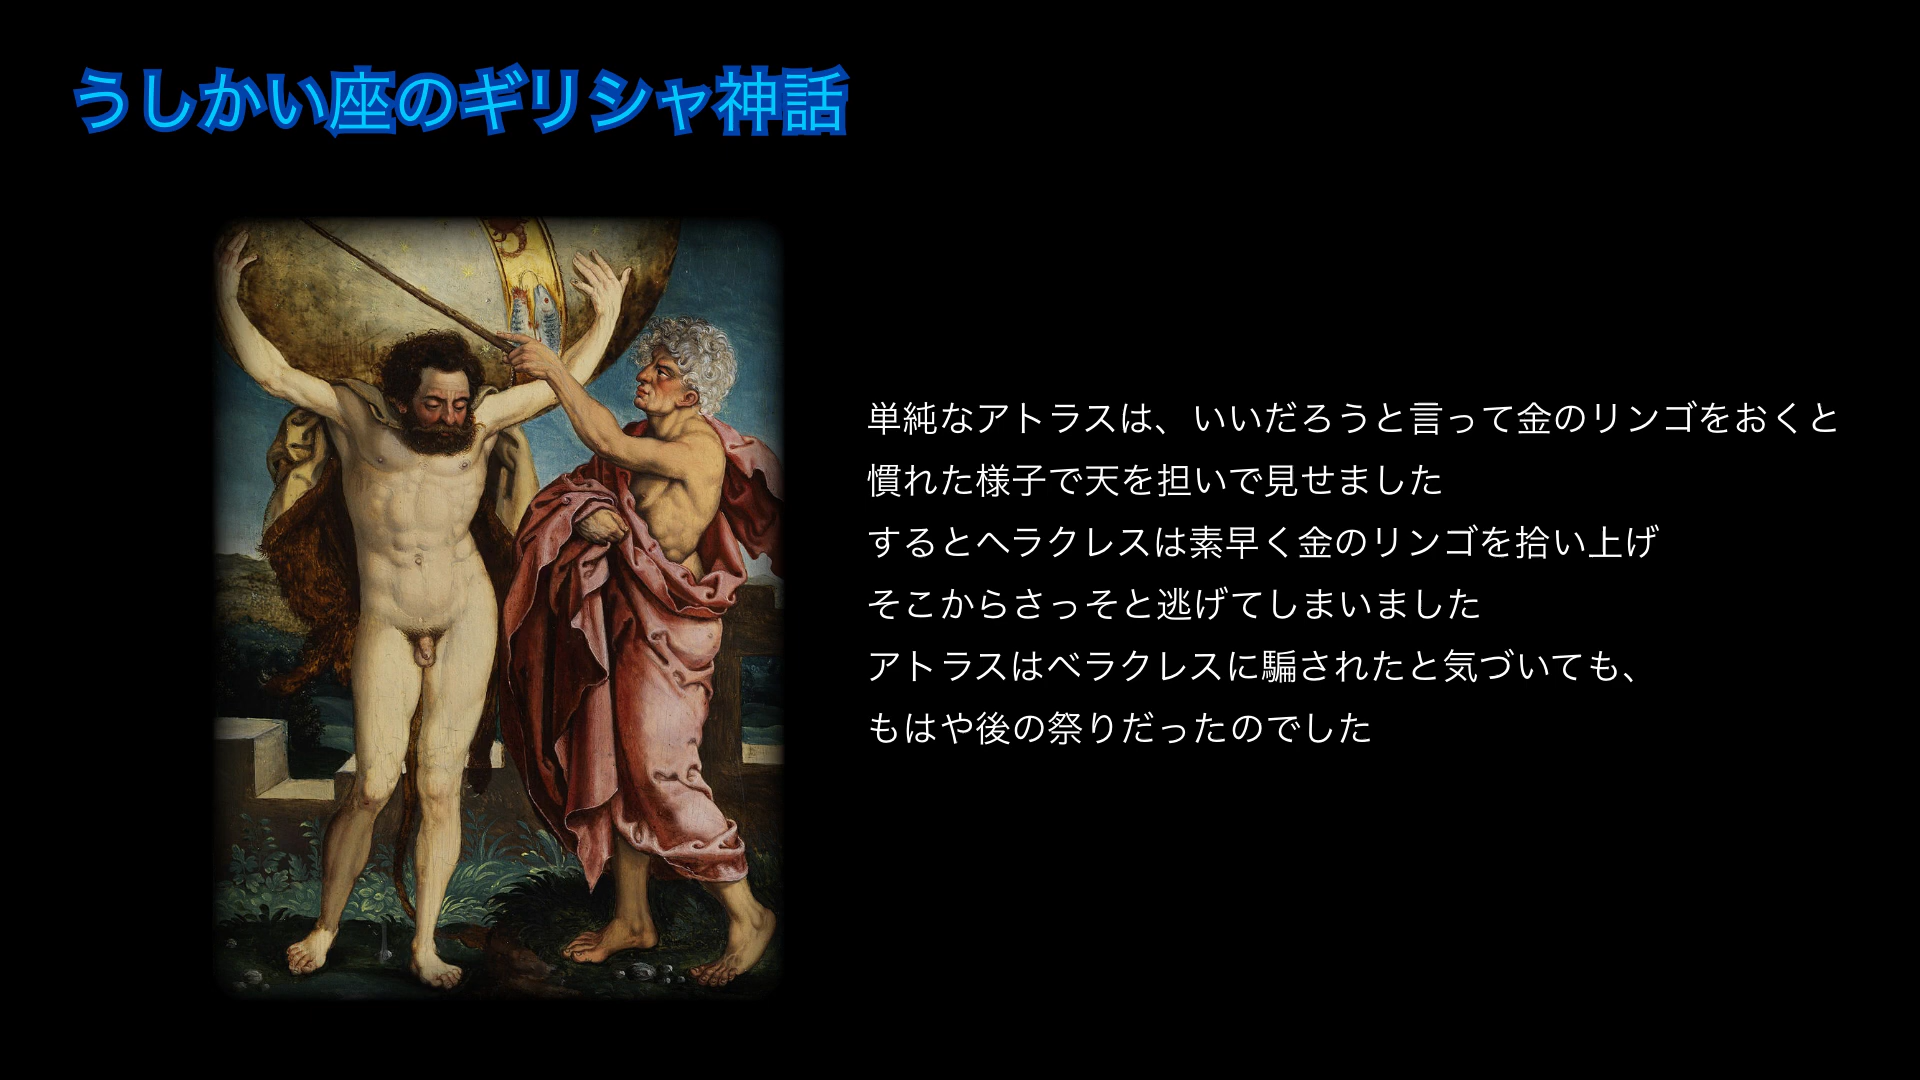 うしかい座のギリシャ神話
単純なアトラスは、いいだろうと言って金のリンゴをおくと
慣れた様子で天を担いで見せました
するとヘラクレスは素早く金のリンゴを拾い上げ
そこからさっそと逃げてしまいました
アトラスはベラクレスに騙されたと気づいても、
もはや後の祭りだったのでした